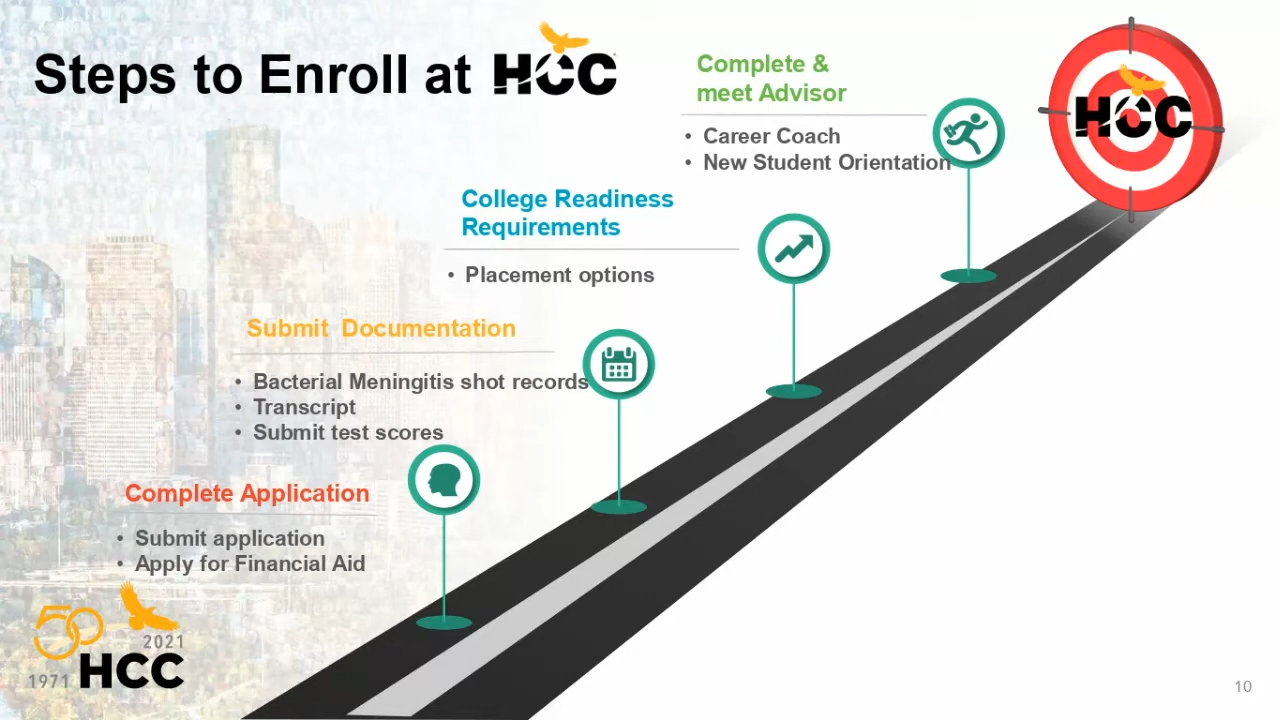 Steps to Enroll at HCC
Complete &
meet Advisor
• Career Coach
• New Student Orientation
HCC
College Readiness
Requirements
• Placement options
Submit Documentation
• Bacterial Meningitis shot records
• Transcript
• Submit test scores
Complete Application
• Submit application
• Apply for Financial Aid
50
2021
1971 HCC
10